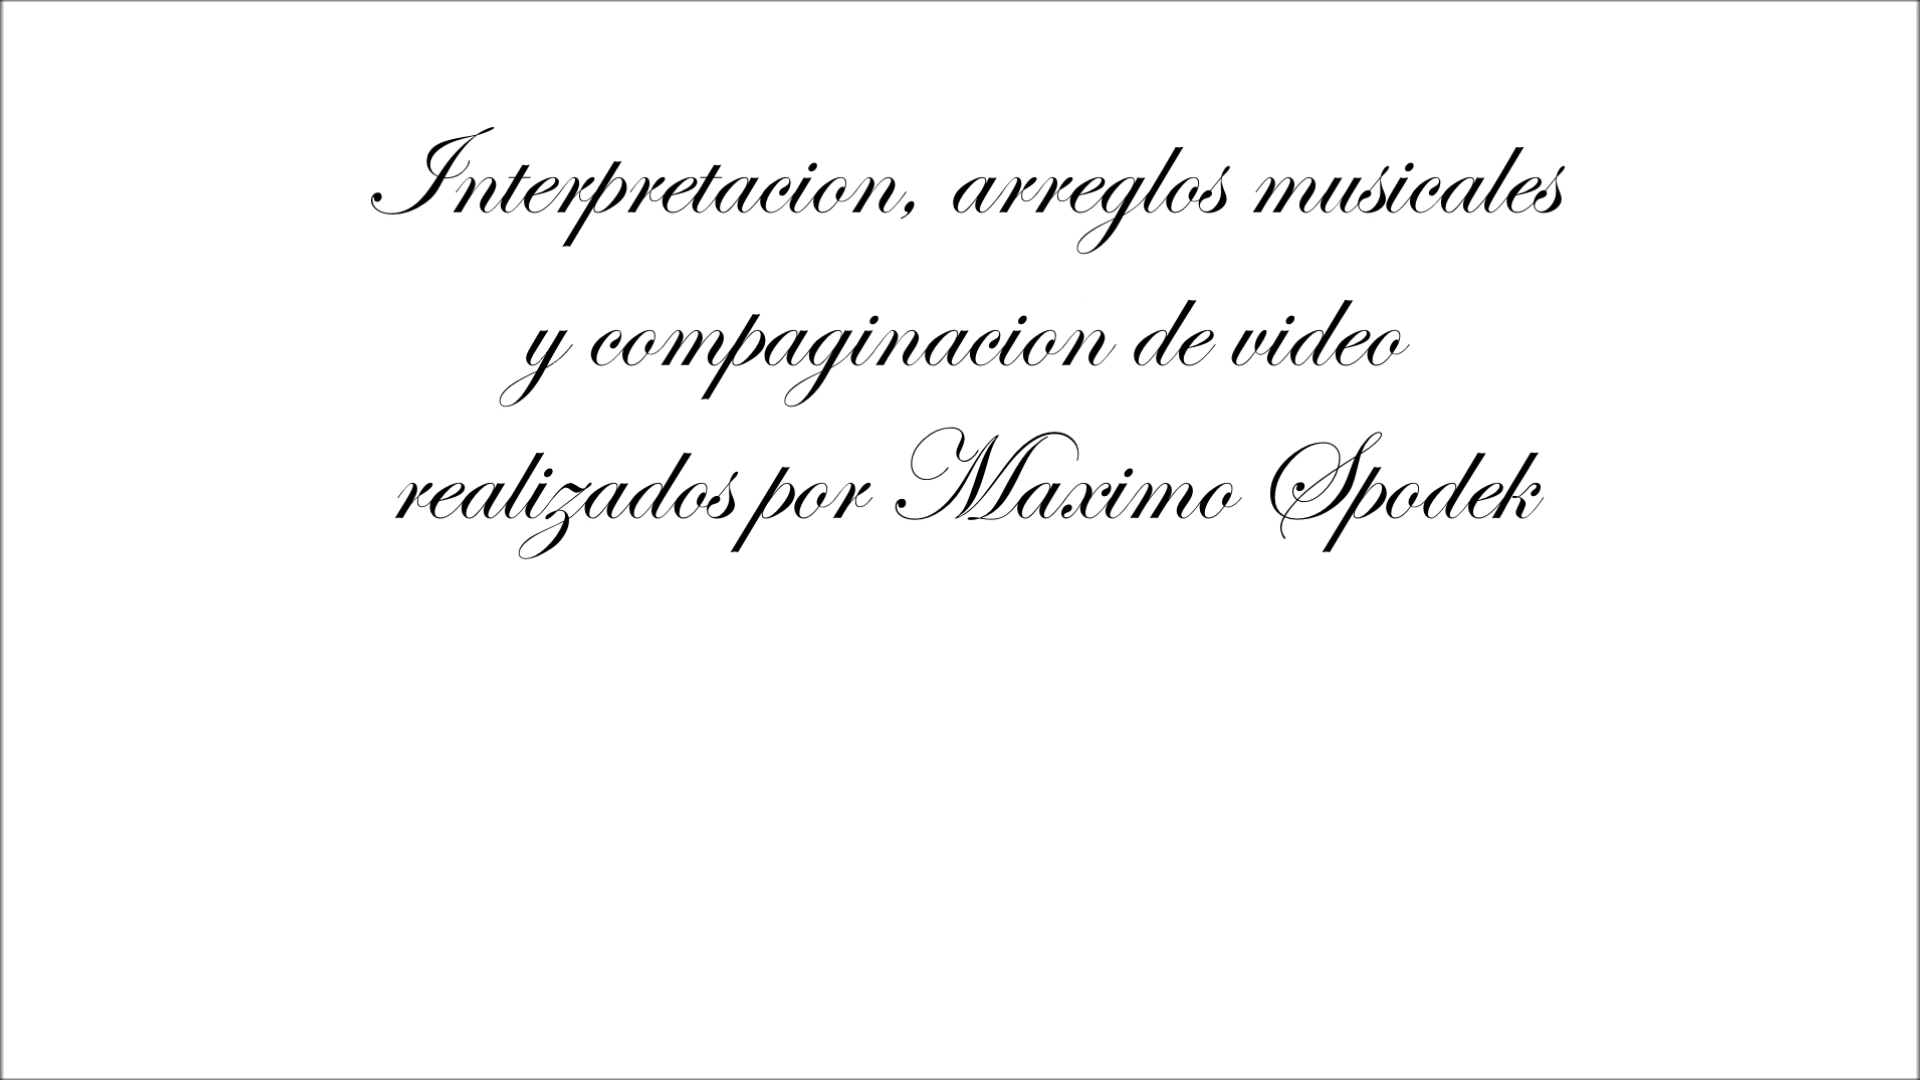 Interpretacion, arreglos musicales
y compaginacion de video
realizados por Maximo Spodek